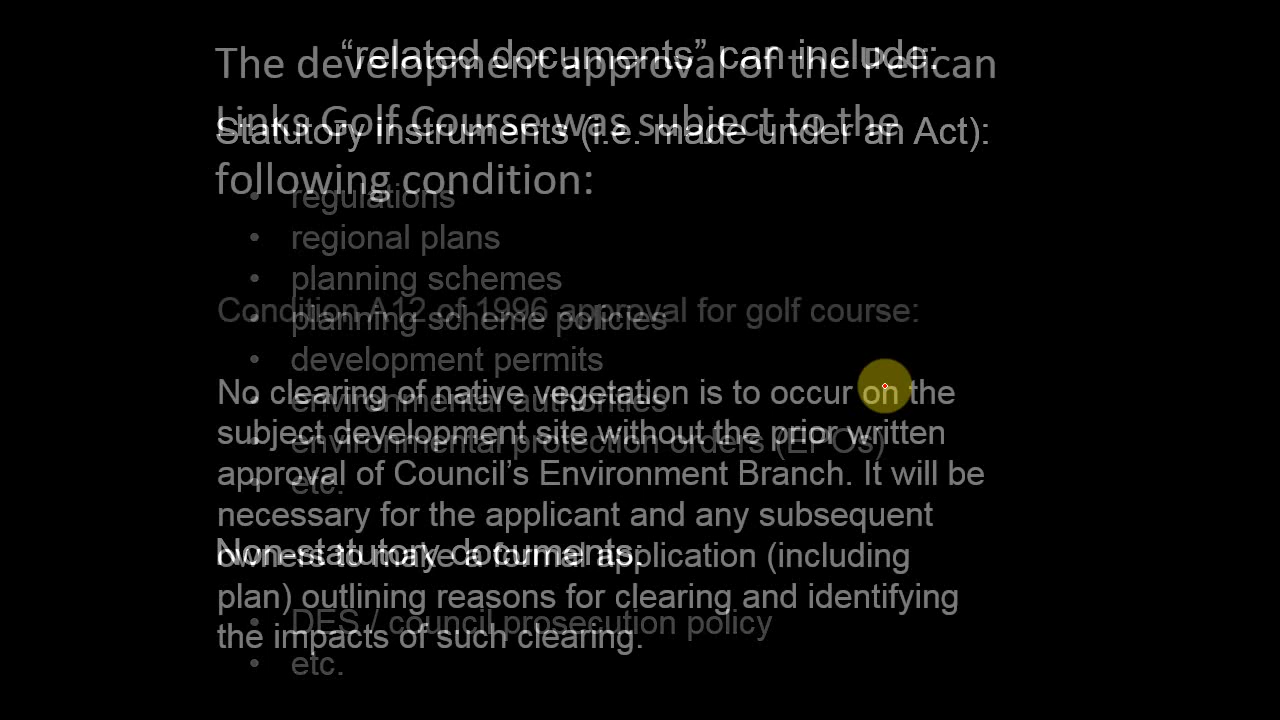 “related documents” can include:
The development approval of the Pelican
Links Golf Course was subject to the
Statutory instruments (i.e. made under an Act):
following condition:
• regulations
• regional plans
• planning schemes
Condition A12 of 1996 approval for golf course:
• planning scheme policies
• development permits
No clearing of native vegetation is to occur on the
• environmental authorities
subject development site without the prior written
• environmental protection orders (EPOs)
approval of Council’s Environment Branch. It will be
• etc.
necessary for the applicant and any subsequent
Non-statutory documents:
owners to make a formal application (including
plan) outlining reasons for clearing and identifying
• DES / council prosecution policy
the impacts of such clearing.
• etc.